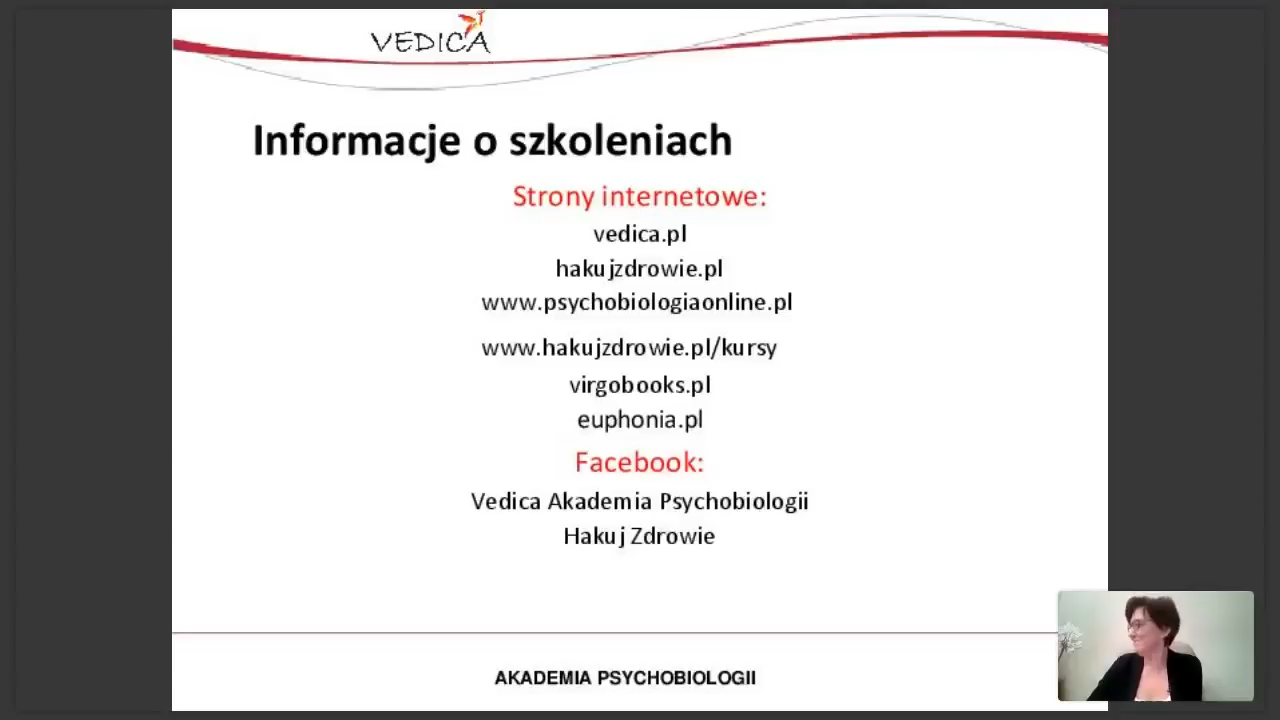 VEDICA
Informacje o szkoleniach
Strony internetowe:
vedica.pl
hakujzdrowie.pl
www.psychobiologiaonline.pl
www.hakujzdrowie.pl/kursy
virgobooks.pl
euphonia.pl
Facebook:
Vedica Akademia Psychobiologii
Hakuj Zdrowie
AKADEMIA PSYCHOBIOLOGII